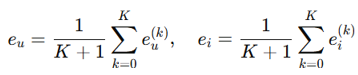 e_u = \frac{1}{K+1} \sum_{k=0}^{K} e_u^{(k)}, \quad e_i = \frac{1}{K+1} \sum_{k=0}^{K} e_i^{(k)}